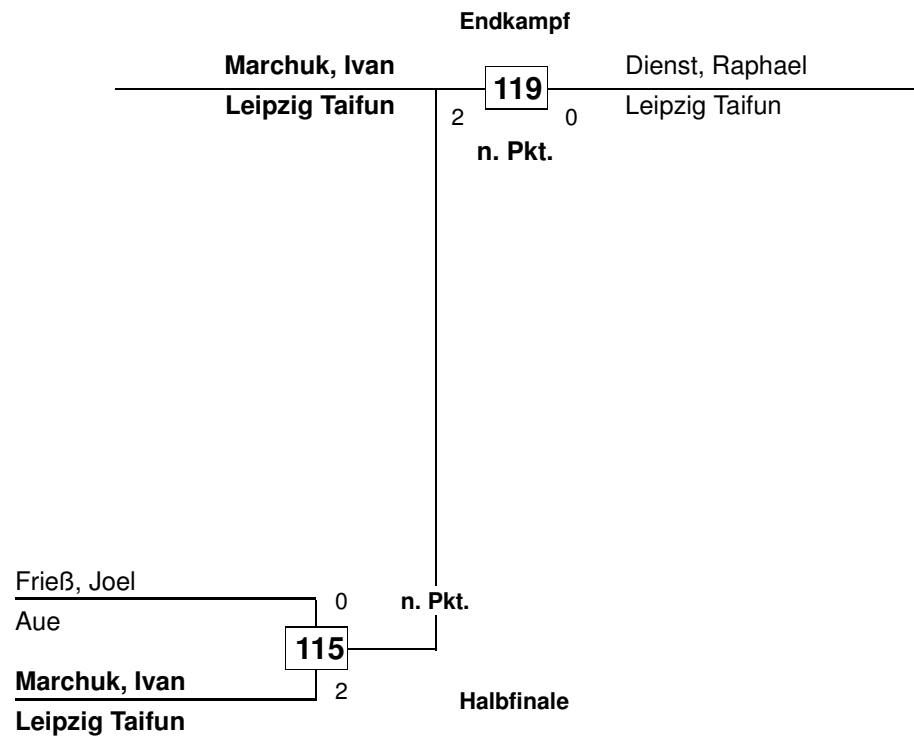 Endkampf
Marchuk, Ivan
Leipzig Taifun
2
119
0
n. Pkt.
Dienst, Raphael
Leipzig Taifun
Frieß, Joel
Aue
0
n. Pkt.
115
Marchuk, Ivan
Leipzig Taifun
2
Halbfinale